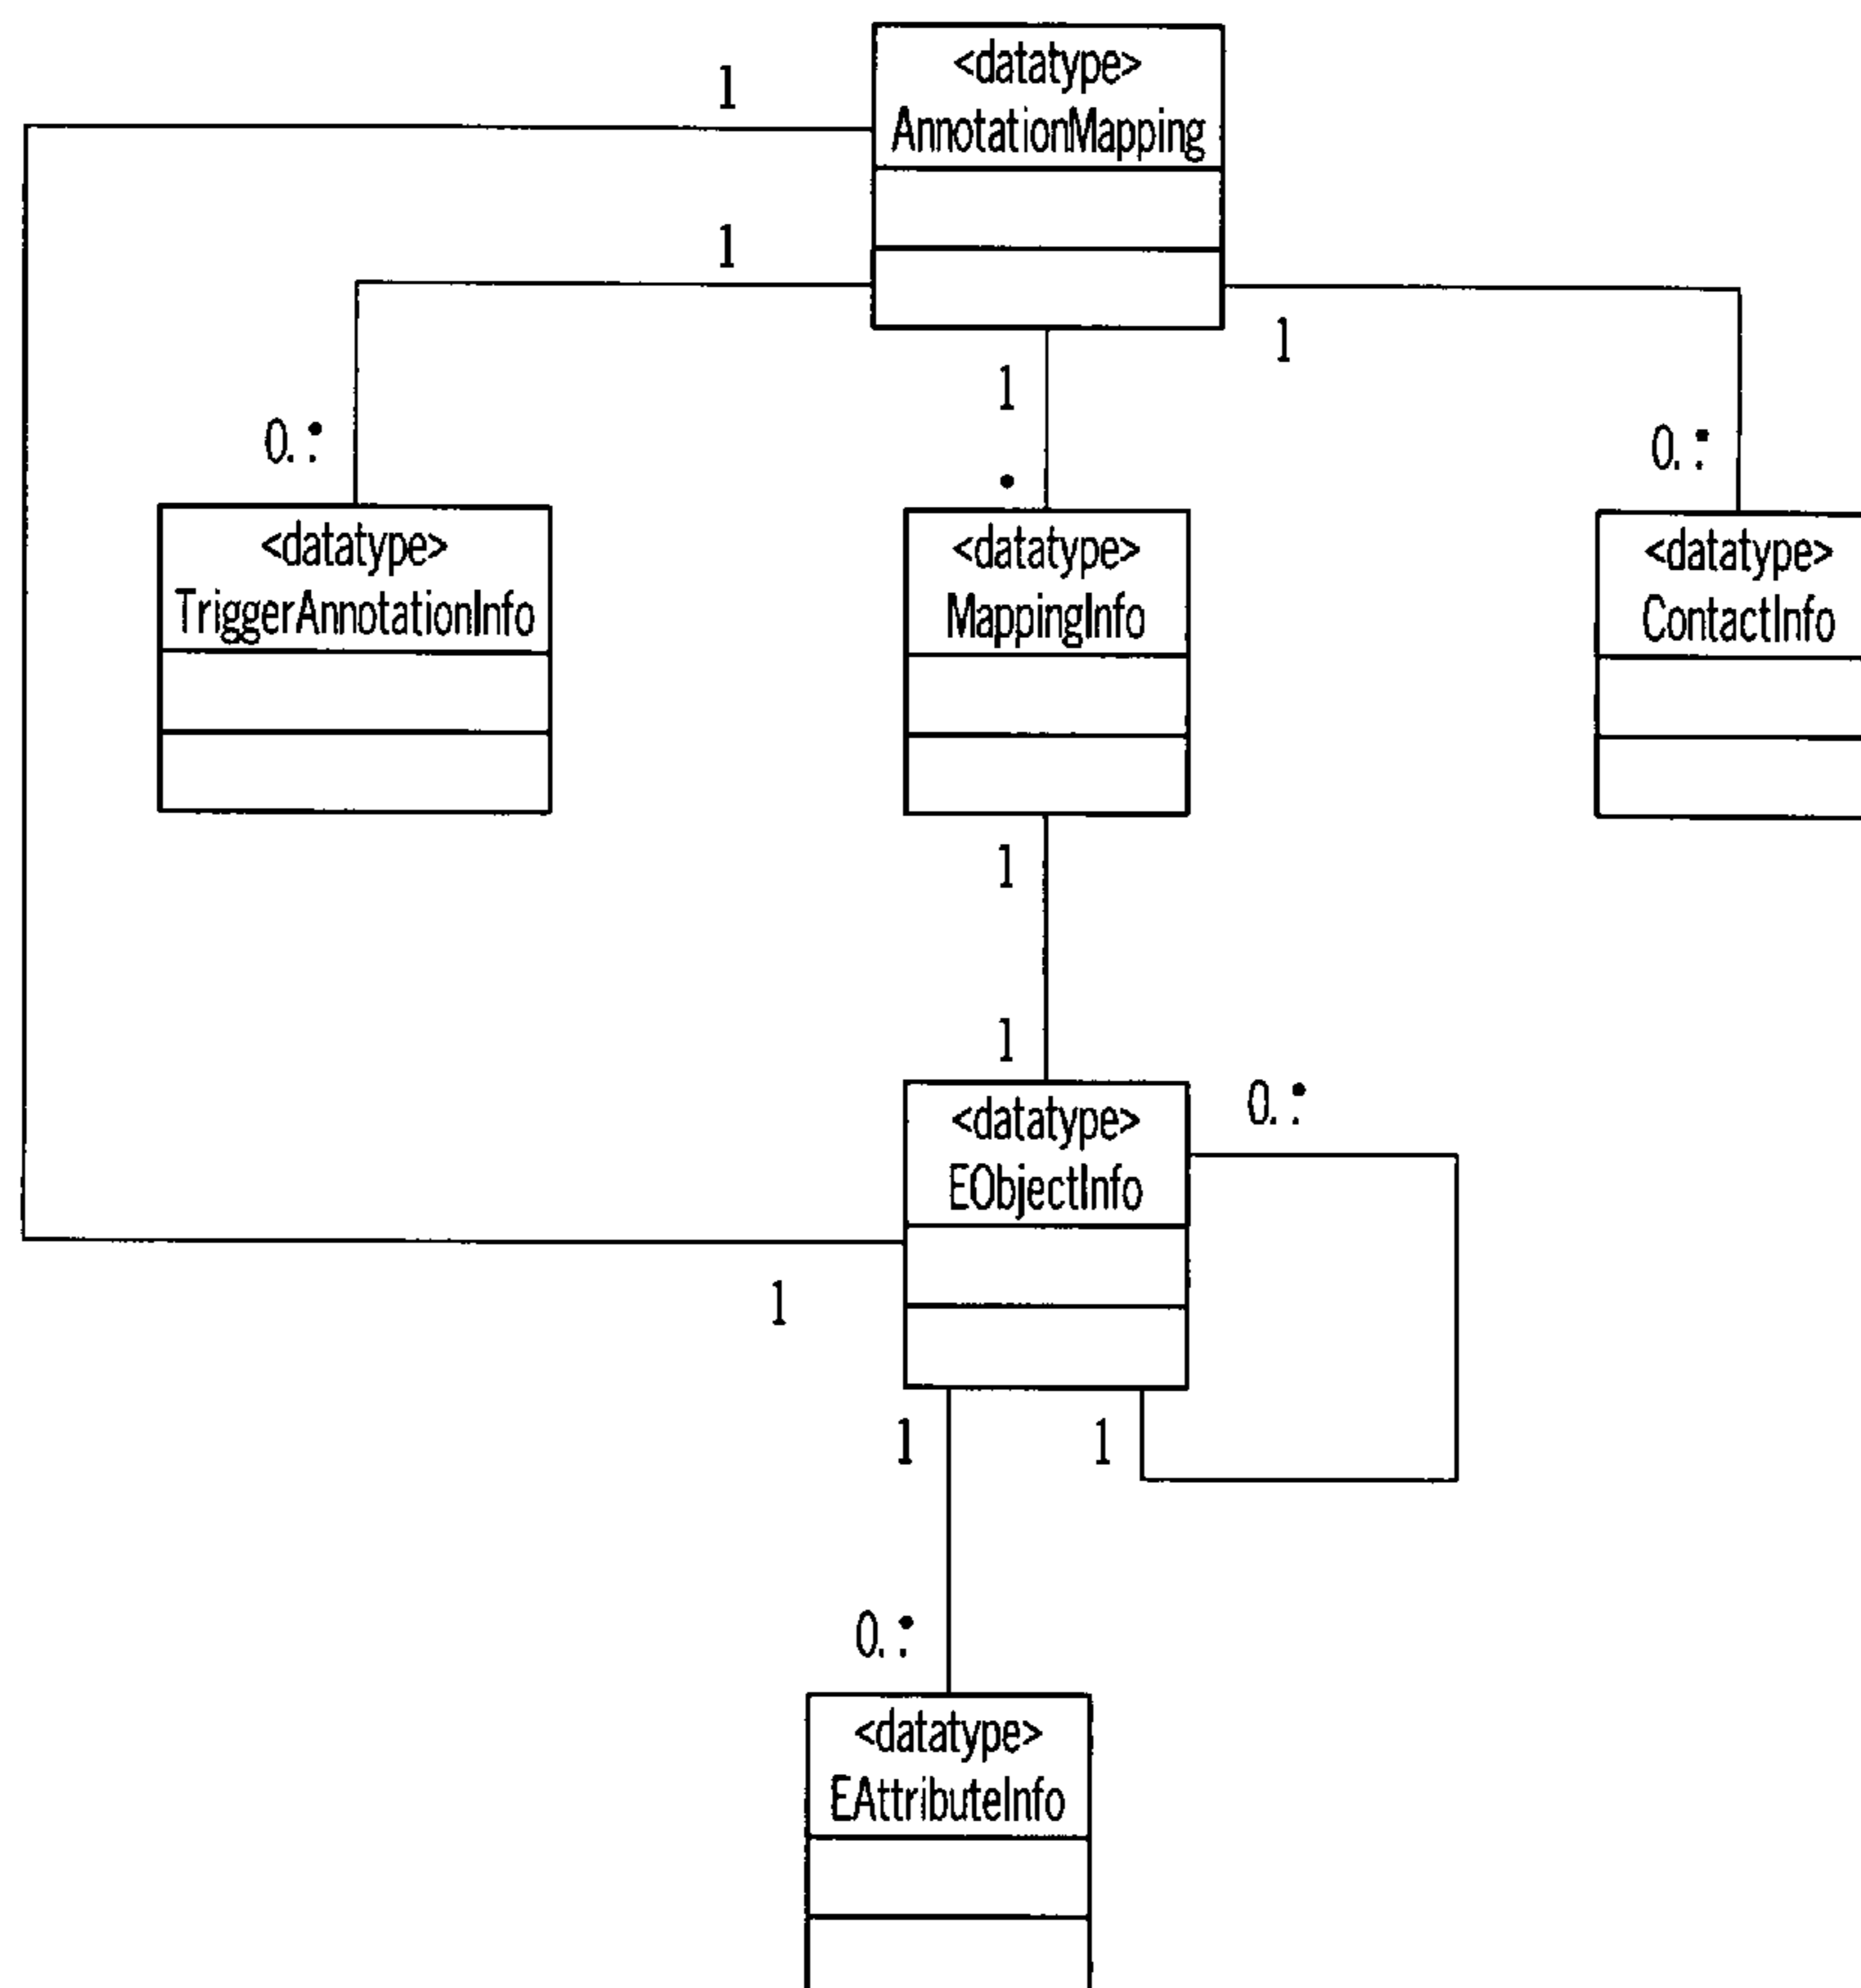 <datatype>
AnnotationMapping
1
1
1
1
0..*
*
0..*
<datatype>
TriggerAnnotationInfo
<datatype>
MappingInfo
<datatype>
ContactInfo
1
1
<datatype>
EObjectInfo
0..*
1
1
1
0..*
<datatype>
EAttributeInfo